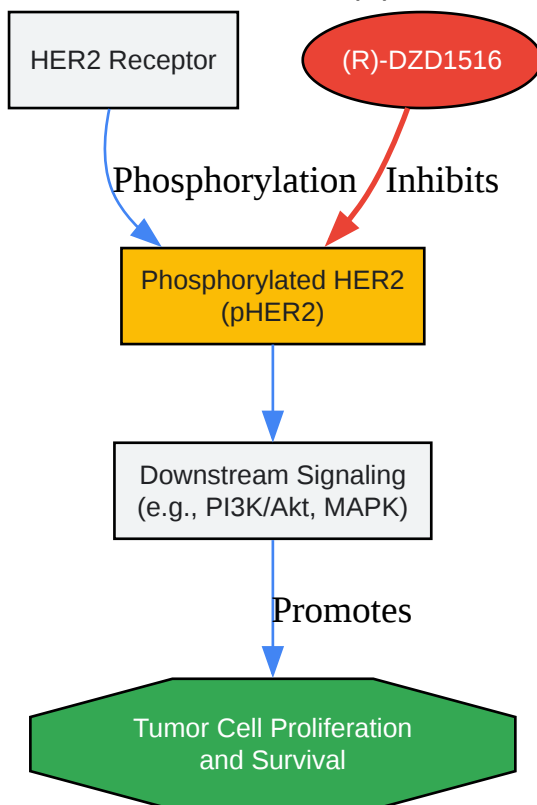 HER2 Receptor
(R)-DZD1516
Phosphorylation
Inhibits
Phosphorylated HER2
(pHER2)
Downstream Signaling
(e.g., PI3K/Akt, MAPK)
Promotes
Tumor Cell Proliferation
and Survival